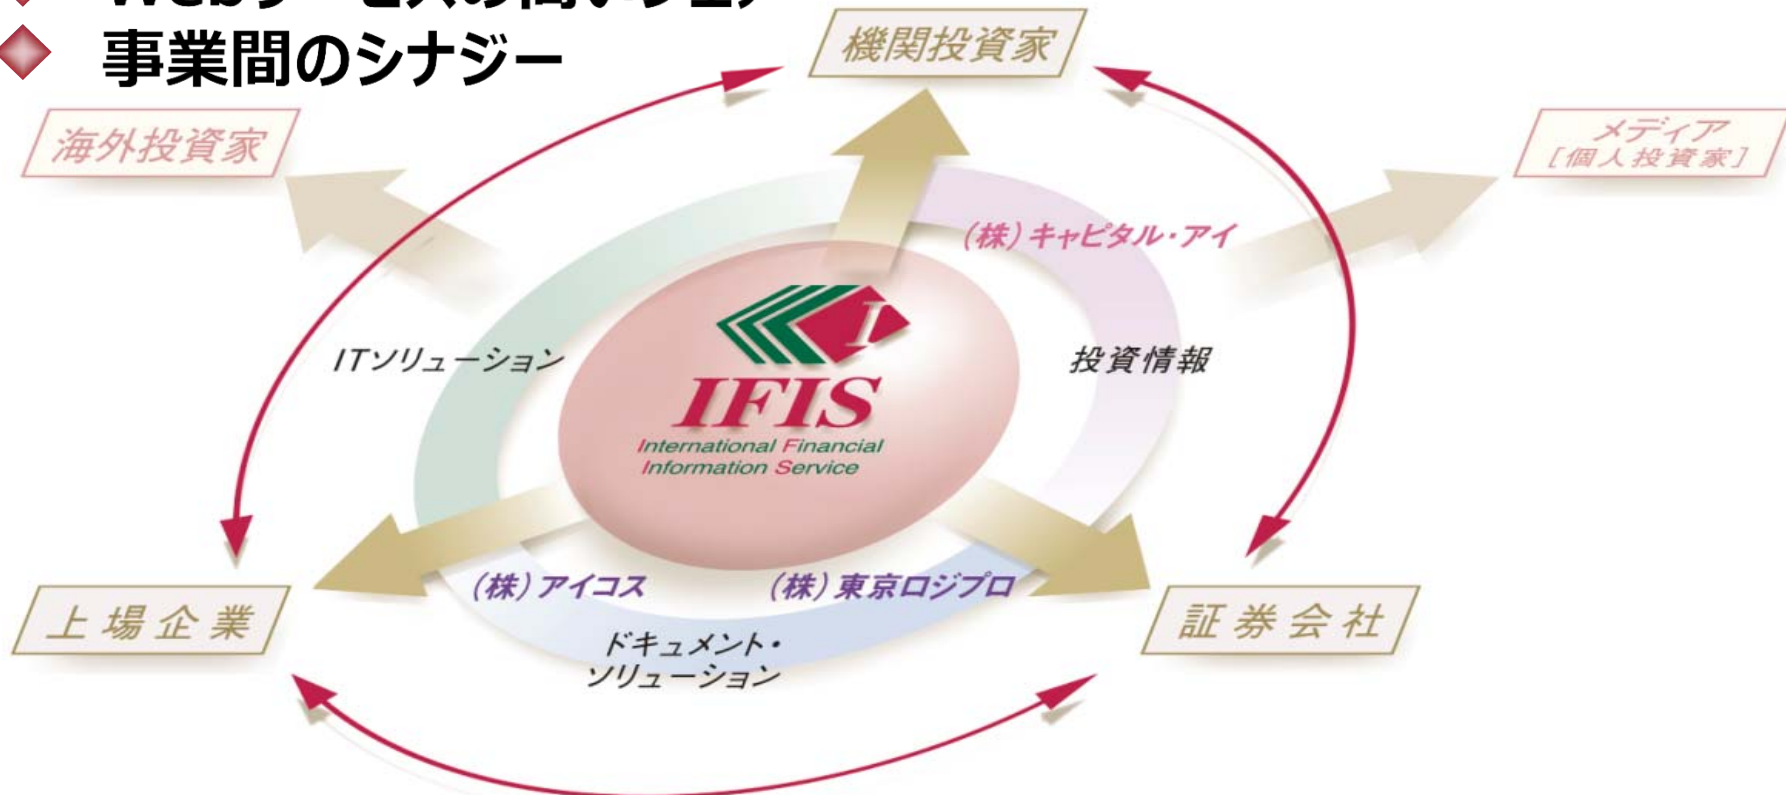 事業間のシナジー
機関投資家
海外投資家
メディア
［個人投資家］
(株)キャピタル・アイ
ITソリューション
投資情報
I
IFIS
International Financial
Information Service
(株)アイコス
(株)東京ロジプロ
上場企業
証券会社
ドキュメント・
ソリューション